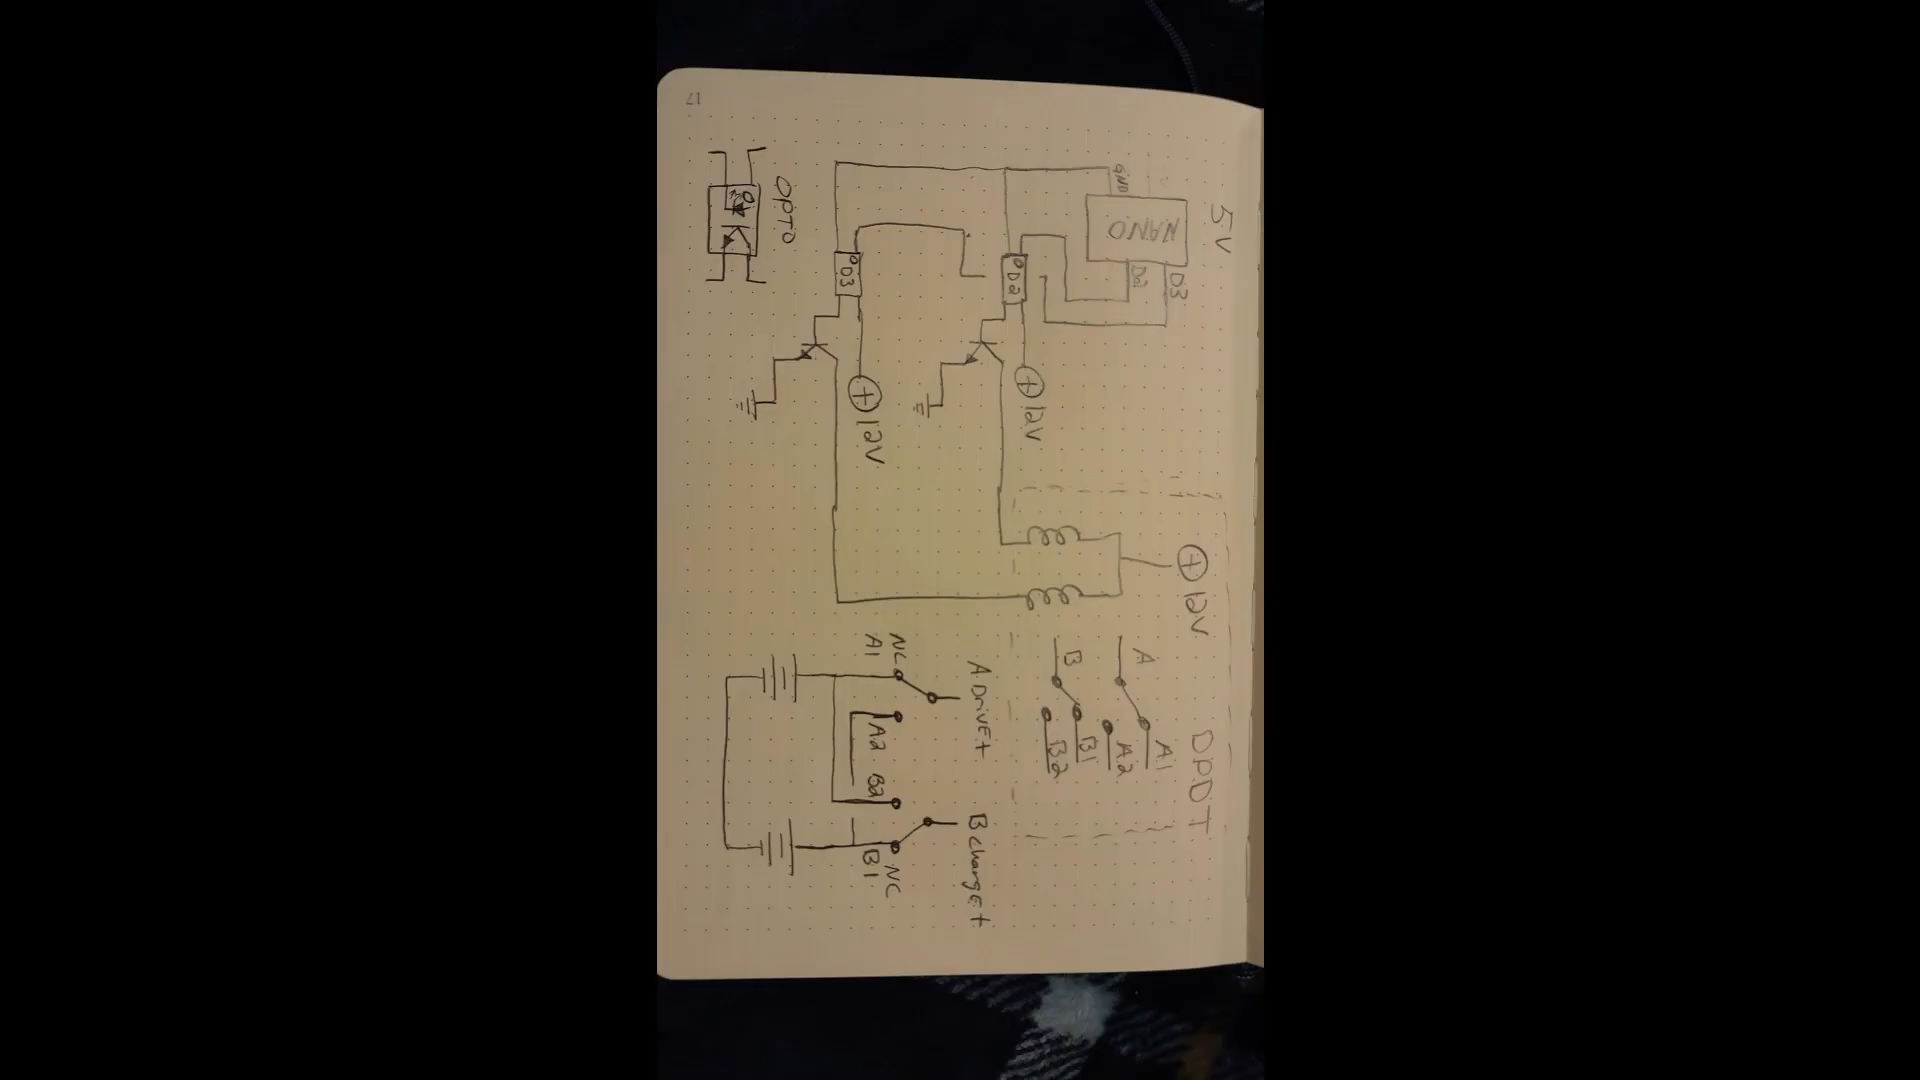 17
5V
GND
NANO
D3
D2
D2
D3
OPTO
+ 12V
+ 12V
+ 12V
DPDT
A
A1
A2
B
B1
B2
A DrivE+
B chargE+
NC
A1
A2
B2
NC
B1